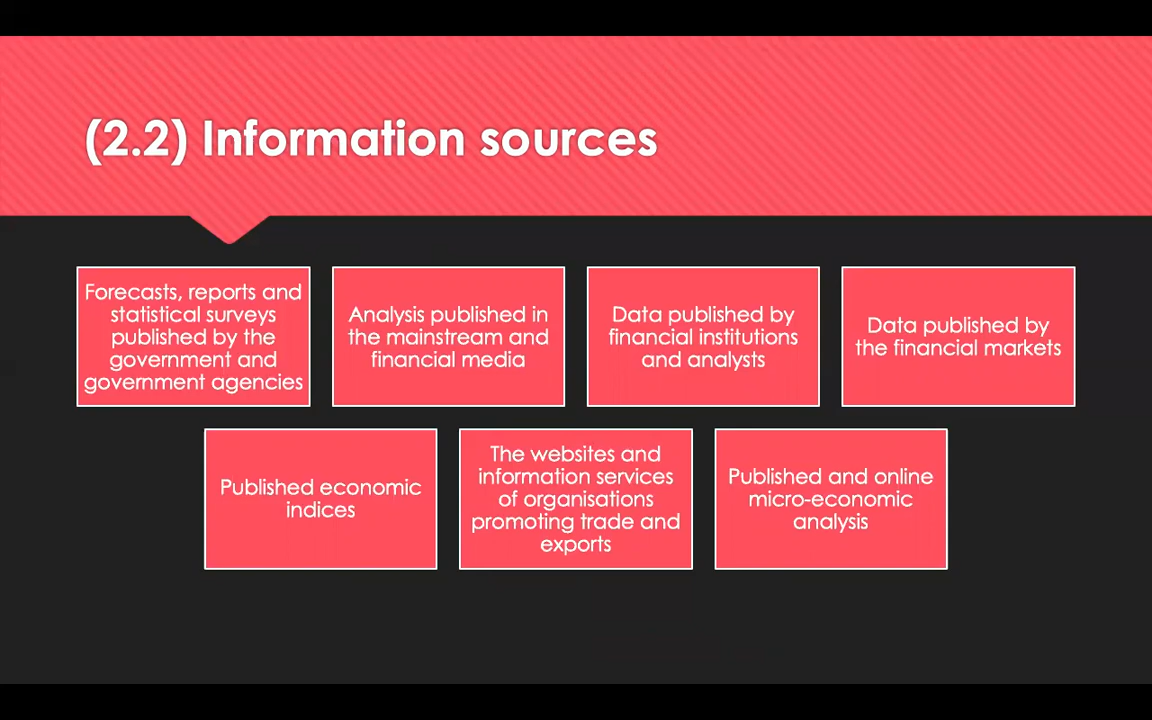 (2.2) Information sources
Forecasts, reports and
statistical surveys
published by the
government and
government agencies
Analysis published in
the mainstream and
financial media
Data published by
financial institutions
and analysts
Data published by
the financial markets
Published economic
indices
The websites and
information services
of organisations
promoting trade and
exports
Published and online
micro-economic
analysis